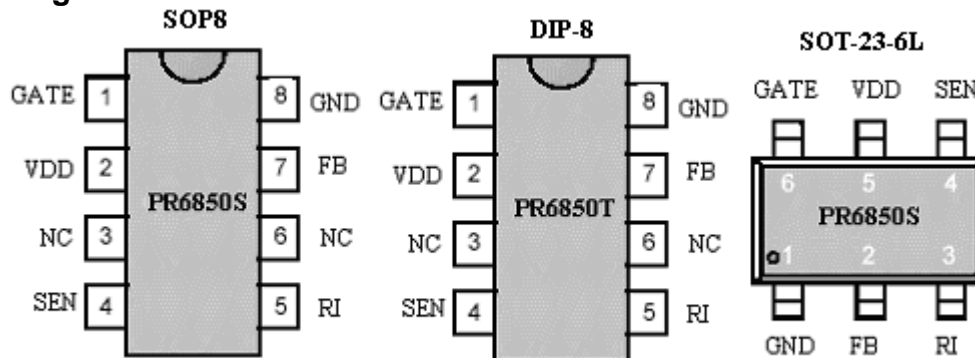 SOP8
GATE 1 8 GND
VDD 2 7 FB
PR6850S
NC 3 6 NC
SEN 4 5 RI
DIP-8
GATE 1 8 GND
VDD 2 7 FB
PR6850T
NC 3 6 NC
SEN 4 5 RI
SOT-23-6L
GATE VDD SEN
6 5 4
PR6850S
1 2 3
GND FB RI